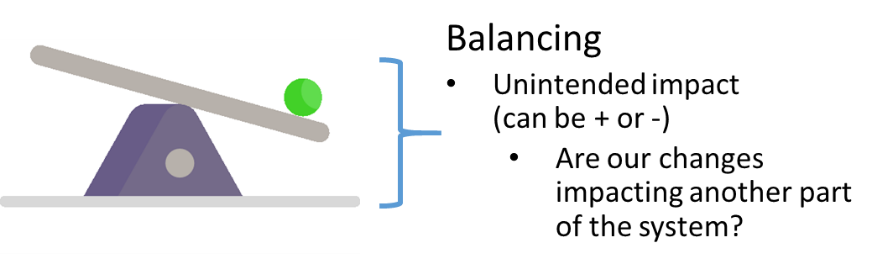 Balancing
• Unintended impact
(can be + or -)
• Are our changes
impacting another part
of the system?